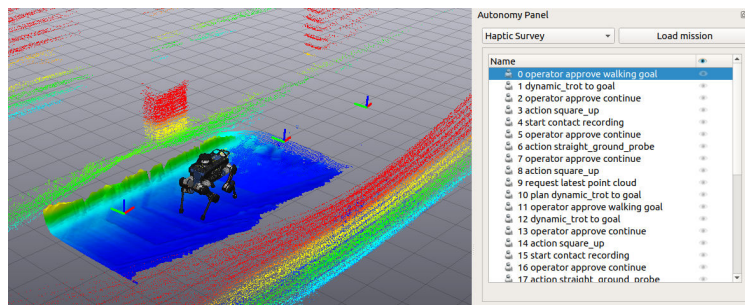 Autonomy Panel
Haptic Survey
Load mission
Name
0 operator approve walking goal
1 dynamic_trot to goal
2 operator approve continue
3 action square_up
4 start contact recording
5 operator approve continue
6 action straight_ground_probe
7 operator approve continue
8 action square_up
9 request latest point cloud
10 plan dynamic_trot to goal
11 operator approve walking goal
12 dynamic_trot to goal
13 operator approve continue
14 action square_up
15 start contact recording
16 operator approve continue
17 action straight_ground_probe